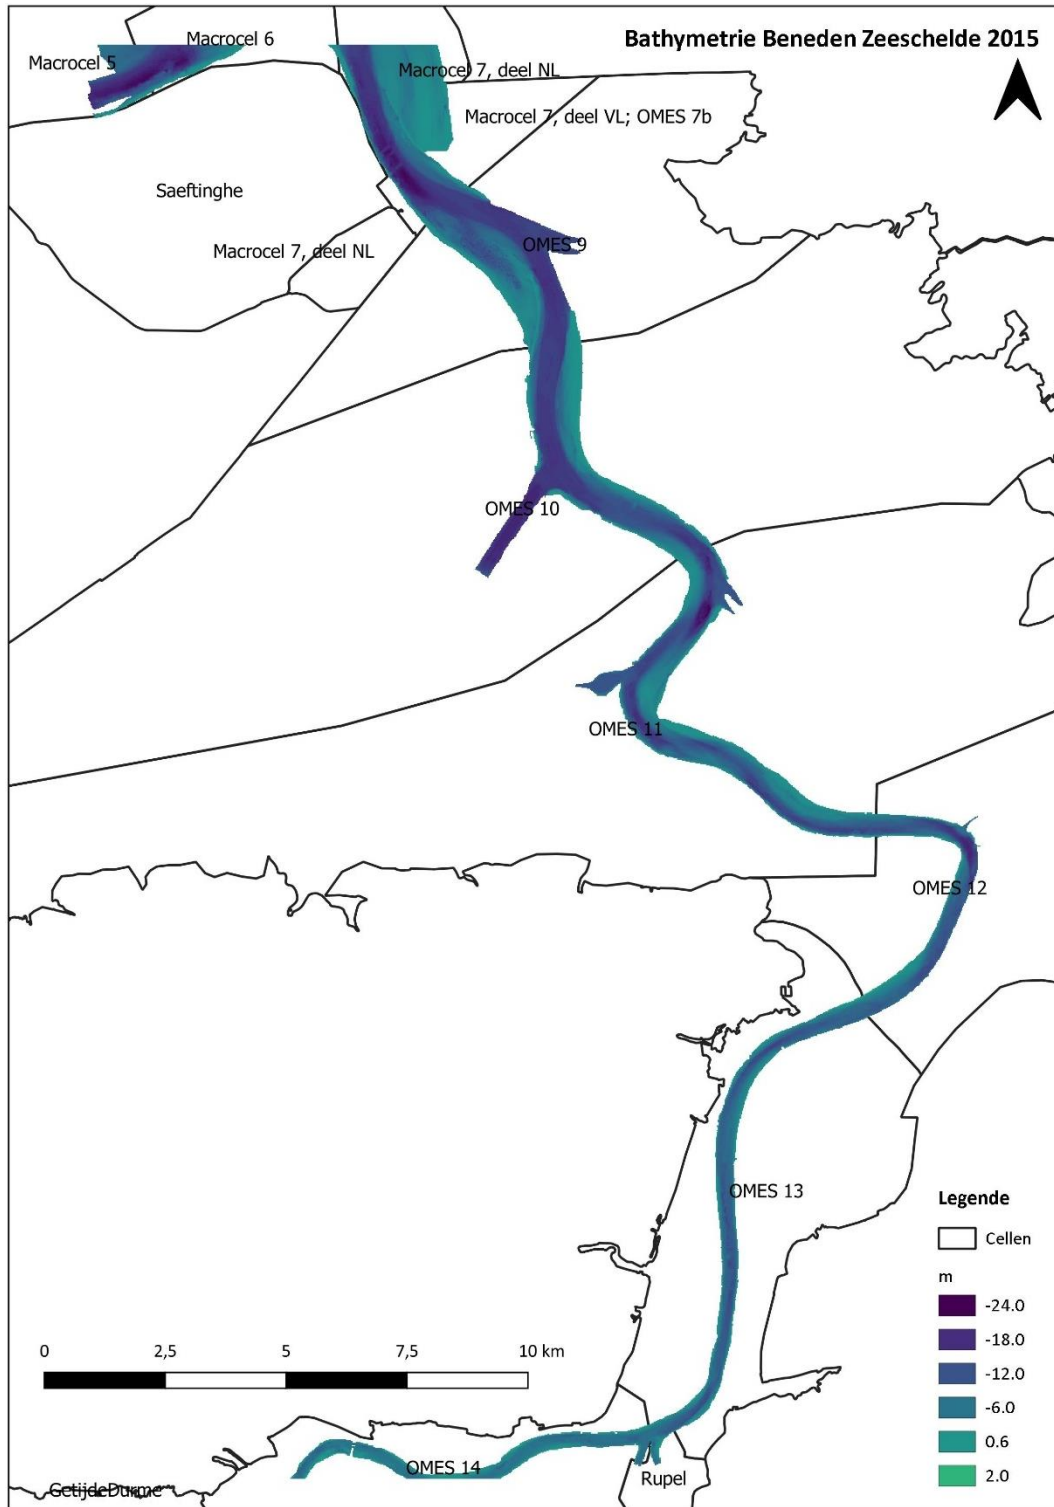 Bathymetrie Beneden Zeeschelde 2015
Macrocel 6
Macrocel 5
Macrocel 7, deel NL
Macrocel 7, deel VL; OMES 7b
Saeftinghe
Macrocel 7, deel NL
OMES 9
OMES 10
OMES 11
OMES 12
OMES 13
Legende
Cellen
m
-24.0
-18.0
-12.0
-6.0
0.6
2.0
0 2,5 5 7,5 10 km
OMES 14
Rupel
GetijdeDurme